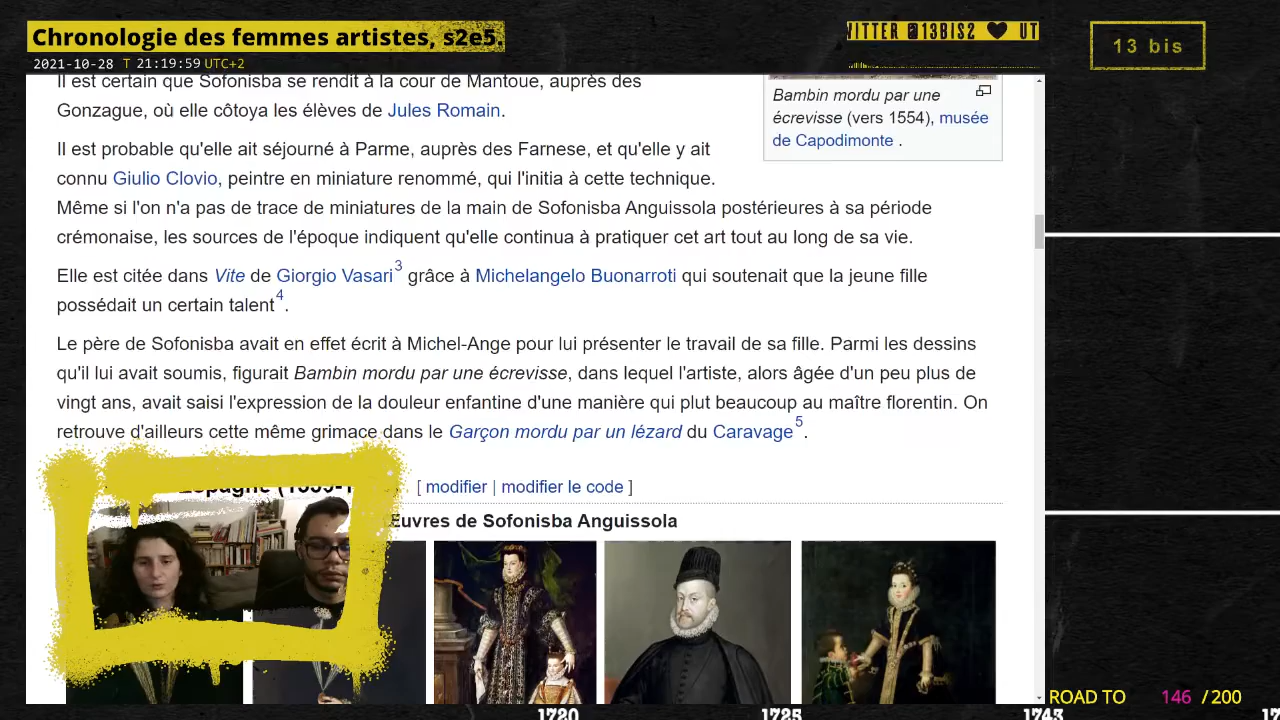 Chronologie des femmes artistes, s2e5
VITTER @13BIS2 ♥ UT
13 bis
2021-10-28 T 21:19:59 UTC+2
Il est certain que Sofonisba se rendit à la cour de Mantoue, auprès des
Gonzague, où elle côtoya les élèves de Jules Romain.
Bambin mordu par une
écrevisse (vers 1554), musée
de Capodimonte .
Il est probable qu'elle ait séjourné à Parme, auprès des Farnese, et qu'elle y ait
connu Giulio Clovio, peintre en miniature renommé, qui l'initia à cette technique.
Même si l'on n'a pas de trace de miniatures de la main de Sofonisba Anguissola postérieures à sa période
crémonaise, les sources de l'époque indiquent qu'elle continua à pratiquer cet art tout au long de sa vie.
Elle est citée dans Vite de Giorgio Vasari3 grâce à Michelangelo Buonarroti qui soutenait que la jeune fille
possédait un certain talent4.
Le père de Sofonisba avait en effet écrit à Michel-Ange pour lui présenter le travail de sa fille. Parmi les dessins
qu'il lui avait soumis, figurait Bambin mordu par une écrevisse, dans lequel l'artiste, alors âgée d'un peu plus de
vingt ans, avait saisi l'expression de la douleur enfantine d'une manière qui plut beaucoup au maître florentin. On
retrouve d'ailleurs cette même grimace dans le Garçon mordu par un lézard du Caravage5.
[ modifier | modifier le code ]
Œuvres de Sofonisba Anguissola
ROAD TO 146 / 200
1720 1725 1743